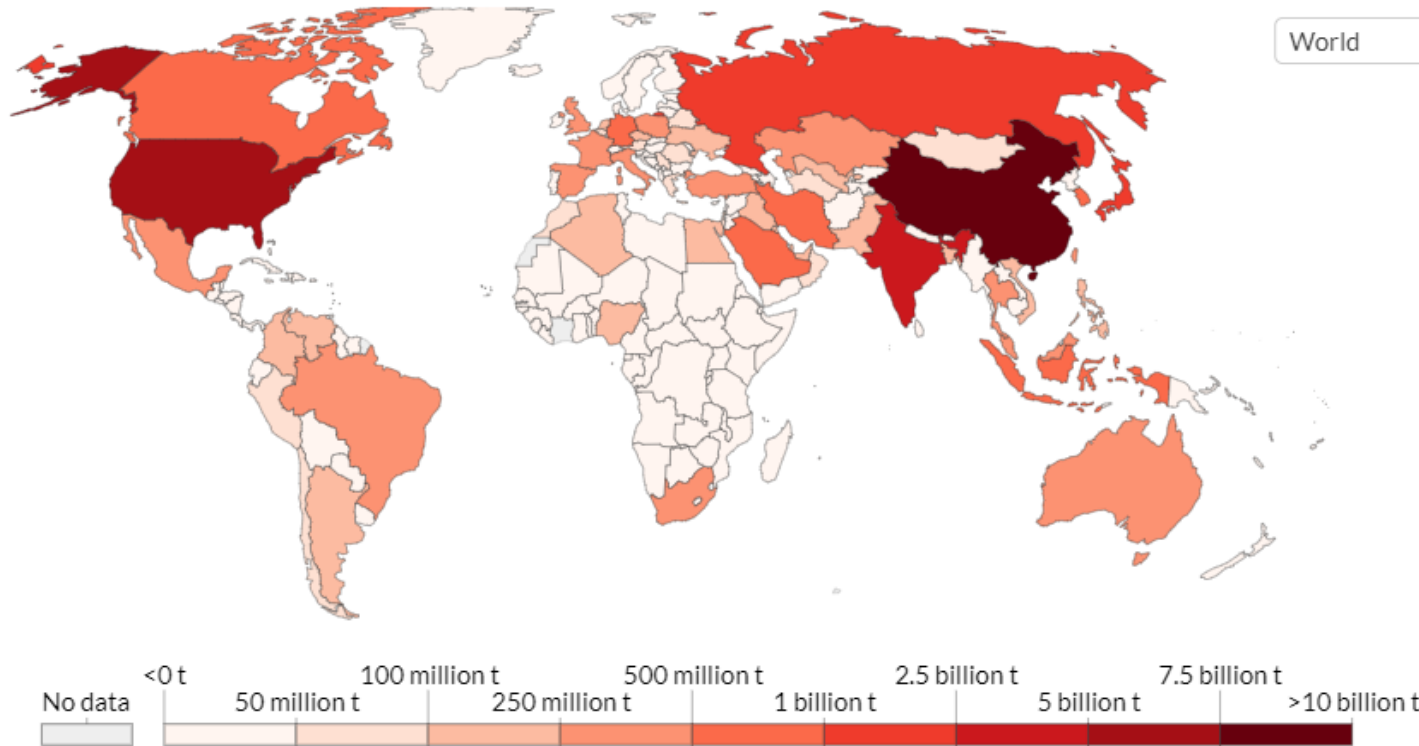 World
<0 t
100 million t
500 million t
2.5 billion t
7.5 billion t
No data
50 million t
250 million t
1 billion t
5 billion t
>10 billion t